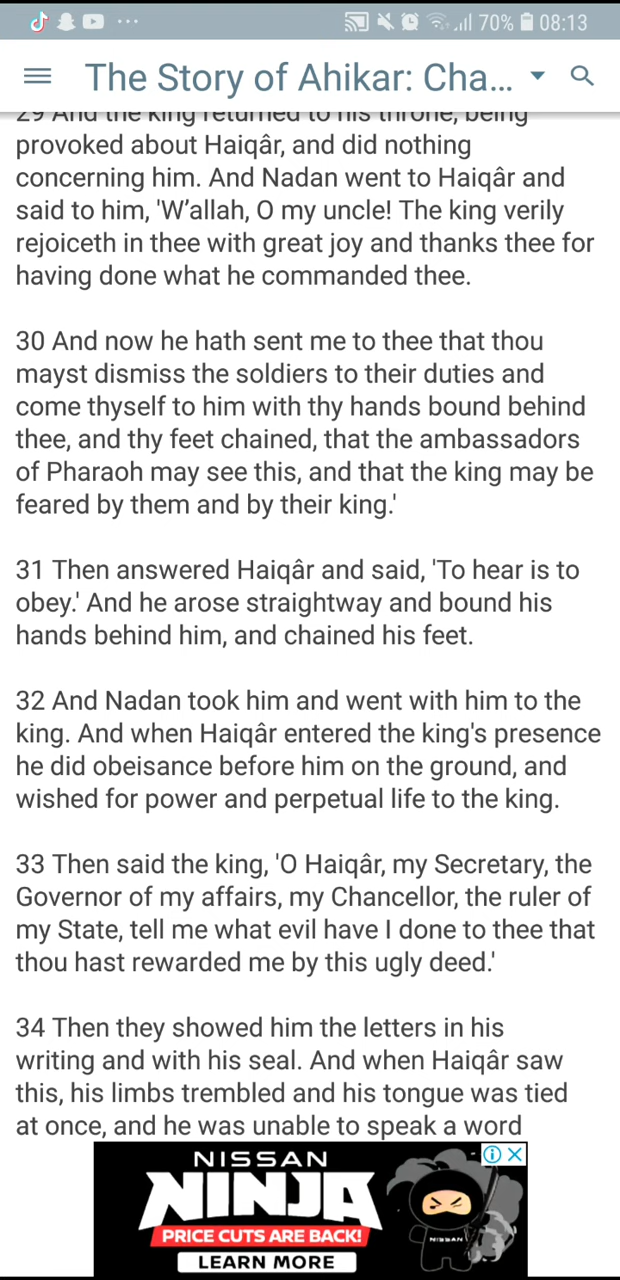 70% 08:13
The Story of Ahikar: Cha...
29 And the king returned to his throne, being
provoked about Haiqâr, and did nothing
concerning him. And Nadan went to Haiqâr and
said to him, 'W’allah, O my uncle! The king verily
rejoiceth in thee with great joy and thanks thee for
having done what he commanded thee.
30 And now he hath sent me to thee that thou
mayst dismiss the soldiers to their duties and
come thyself to him with thy hands bound behind
thee, and thy feet chained, that the ambassadors
of Pharaoh may see this, and that the king may be
feared by them and by their king.'
31 Then answered Haiqâr and said, 'To hear is to
obey.' And he arose straightway and bound his
hands behind him, and chained his feet.
32 And Nadan took him and went with him to the
king. And when Haiqâr entered the king's presence
he did obeisance before him on the ground, and
wished for power and perpetual life to the king.
33 Then said the king, 'O Haiqâr, my Secretary, the
Governor of my affairs, my Chancellor, the ruler of
my State, tell me what evil have I done to thee that
thou hast rewarded me by this ugly deed.'
34 Then they showed him the letters in his
writing and with his seal. And when Haiqâr saw
this, his limbs trembled and his tongue was tied
at once, and he was unable to speak a word
NISSAN
NINJA
PRICE CUTS ARE BACK!
LEARN MORE
NISSAN